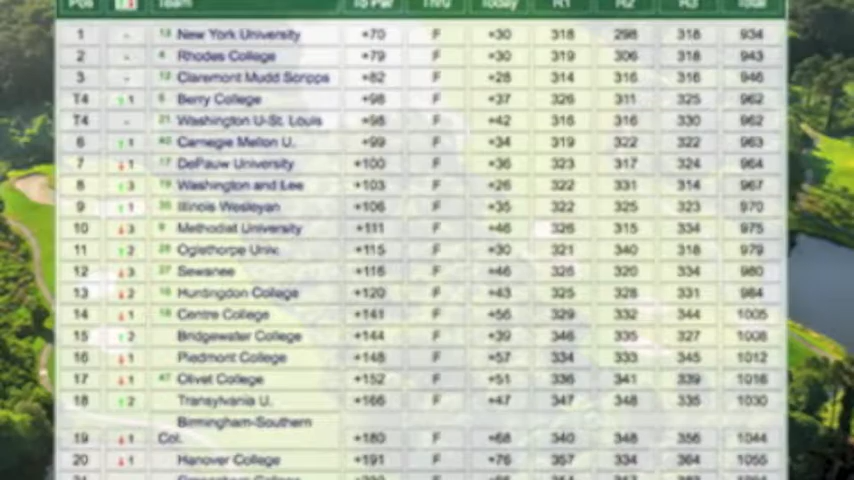 Pos Team To Par Thru Today R1 R2 R3 Total
1 - New York University +70 F +30 318 298 318 934
2 - Rhodes College +79 F +30 319 306 318 943
3 - Claremont Mudd Scripps +82 F +28 314 316 316 946
T4 1 Berry College +98 F +37 326 311 325 962
T4 - Washington U-St. Louis +98 F +42 316 316 330 962
6 1 Carnegie Mellon U. +99 F +34 319 322 322 963
7 1 DePauw University +100 F +36 323 317 324 964
8 3 Washington and Lee +103 F +26 322 331 314 967
9 1 Illinois Wesleyan +106 F +35 322 325 323 970
10 3 Methodist University +111 F +46 326 315 334 975
11 2 Oglethorpe Univ. +115 F +30 321 340 318 979
12 3 Sewanee +116 F +46 326 320 334 980
13 2 Huntingdon College +120 F +43 325 328 331 984
14 1 Centre College +141 F +56 329 332 344 1005
15 2 Bridgewater College +144 F +39 346 335 327 1008
16 1 Piedmont College +148 F +57 334 333 345 1012
17 1 Olivet College +152 F +51 336 341 339 1016
18 2 Transylvania U. +166 F +47 347 348 335 1030
Birmingham-Southern
19 1 Col. +180 F +68 340 348 356 1044
20 1 Hanover College +191 F +76 357 334 364 1055